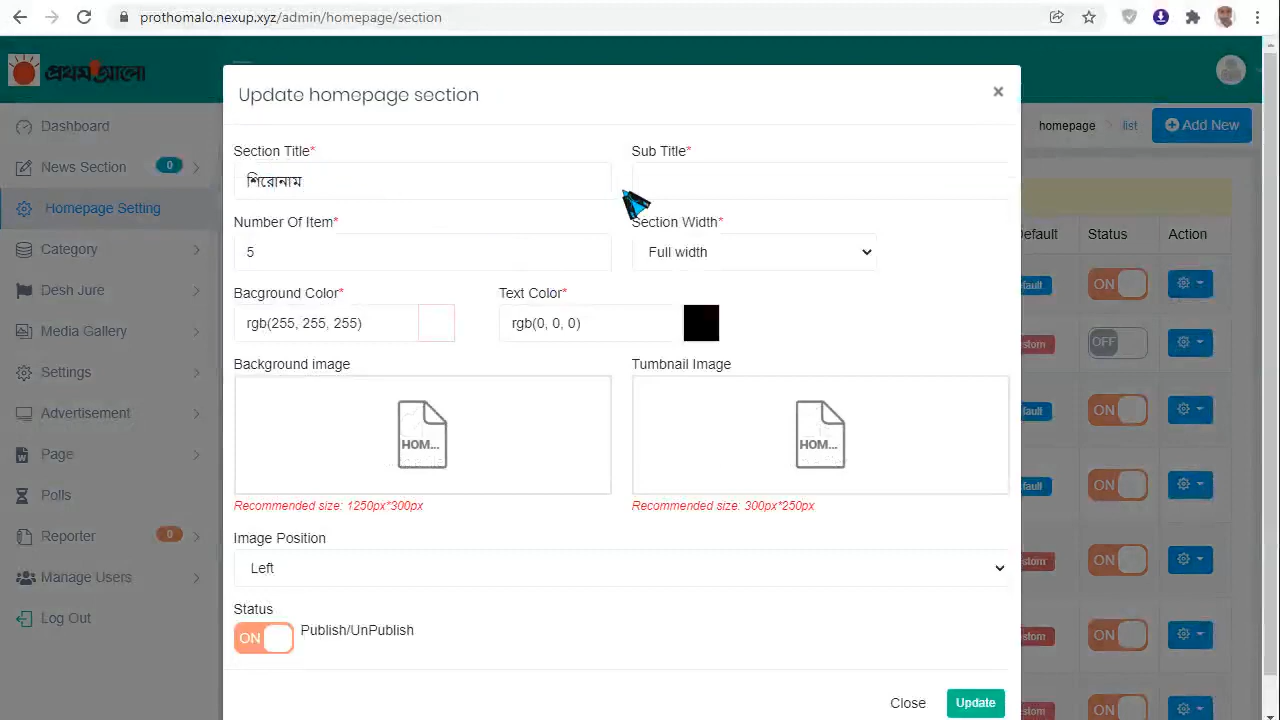 prothomalo.nexup.xyz/admin/homepage/section
প্রথম আলো
Update homepage section
×
Dashboard
News Section 0
Homepage Setting
Category
Desh Jure
Media Gallery
Settings
Advertisement
Page
Polls
Reporter 0
Manage Users
Log Out
homepage > list
Add New
Section Title*
শিরোনাম
Sub Title*
Number Of Item*
5
Section Width*
Full width
Bacground Color*
rgb(255, 255, 255)
Text Color*
rgb(0, 0, 0)
Background image
HOM...
Recommended size: 1250px*300px
Tumbnail Image
HOM...
Recommended size: 300px*250px
Image Position
Left
Status
ON Publish/UnPublish
Close
Update
Status
Action
ON
OFF
ON
ON
ON
ON
ON